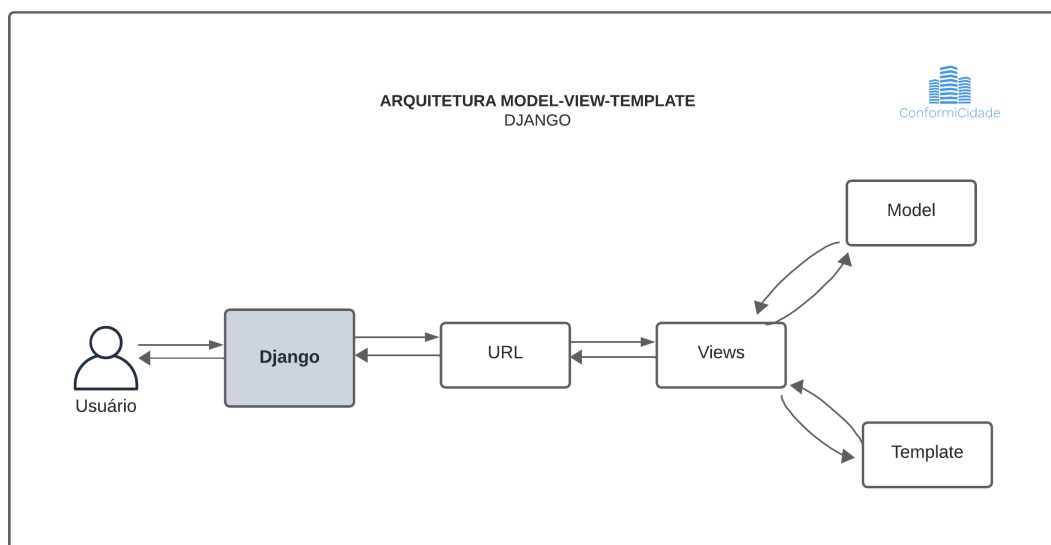 ARQUITETURA MODEL-VIEW-TEMPLATE
DJANGO
ConformiCidade
Model
Django
URL
Views
Usuário
Template